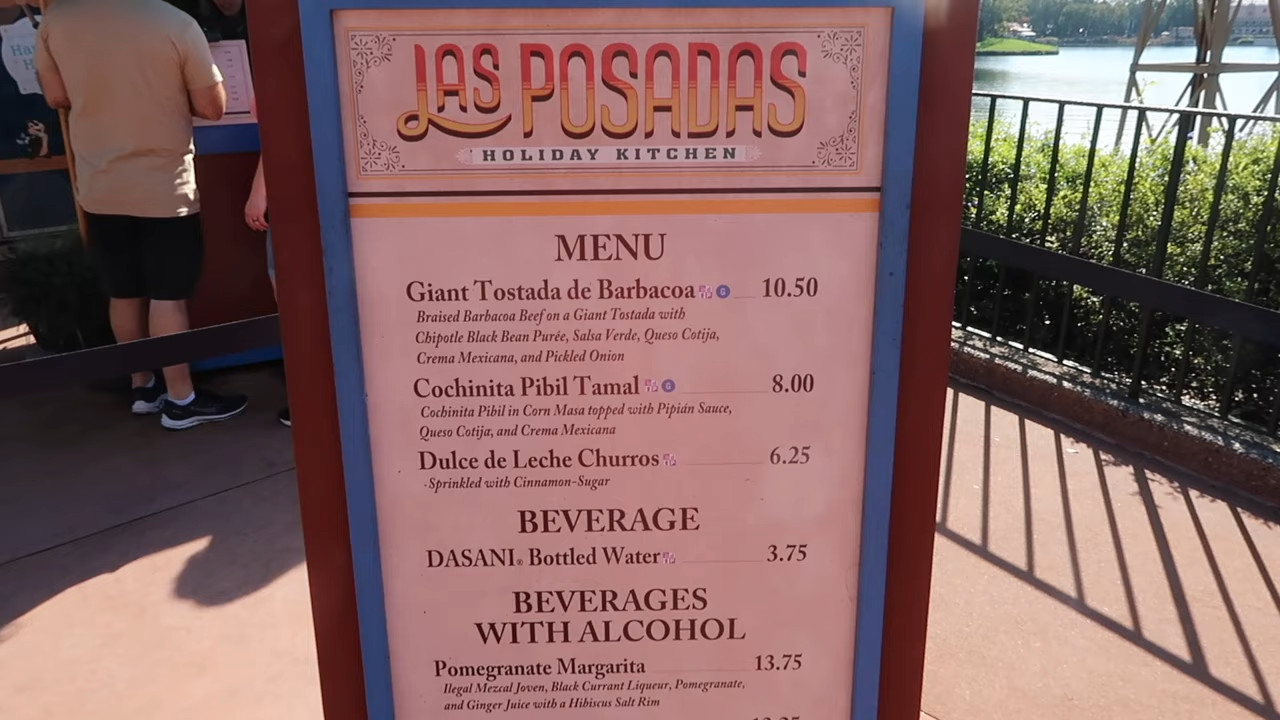 LAS POSADAS
HOLIDAY KITCHEN
MENU
Giant Tostada de Barbacoa G 10.50
Braised Barbacoa Beef on a Giant Tostada with
Chipotle Black Bean Purée, Salsa Verde, Queso Cotija,
Crema Mexicana, and Pickled Onion
Cochinita Pibil Tamal G 8.00
Cochinita Pibil in Corn Masa topped with Pipián Sauce,
Queso Cotija, and Crema Mexicana
Dulce de Leche Churros 6.25
Sprinkled with Cinnamon-Sugar
BEVERAGE
DASANI® Bottled Water 3.75
BEVERAGES
WITH ALCOHOL
Pomegranate Margarita 13.75
Ilegal Mezcal Joven, Black Currant Liqueur, Pomegranate,
and Ginger Juice with a Hibiscus Salt Rim